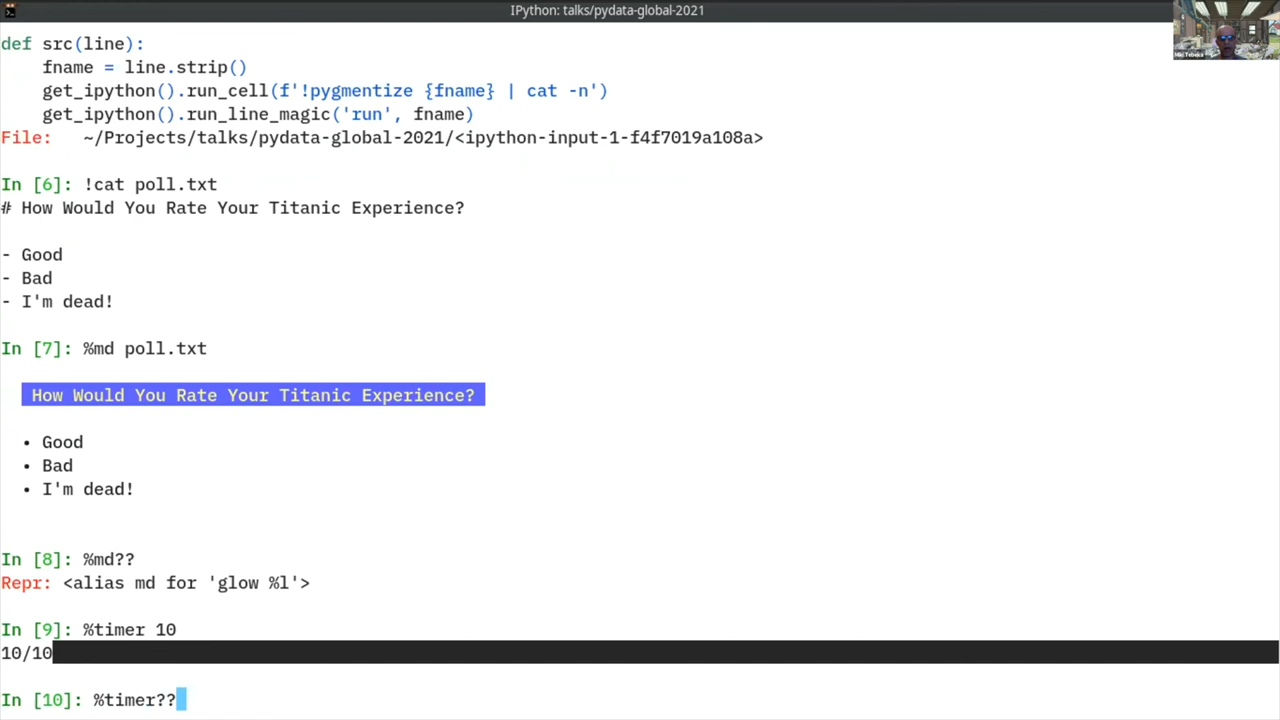 IPython: talks/pydata-global-2021
def src(line):
    fname = line.strip()
    get_ipython().run_cell(f'!pygmentize {fname} | cat -n')
    get_ipython().run_line_magic('run', fname)
File:   ~/Projects/talks/pydata-global-2021/<ipython-input-1-f4f7019a108a>
In [6]: !cat poll.txt
# How Would You Rate Your Titanic Experience?
- Good
- Bad
- I'm dead!
In [7]: %md poll.txt
How Would You Rate Your Titanic Experience?
• Good
• Bad
• I'm dead!
In [8]: %md??
Repr: <alias md for 'glow %l'>
In [9]: %timer 10
10/10
In [10]: %timer??
Miki Tebeka